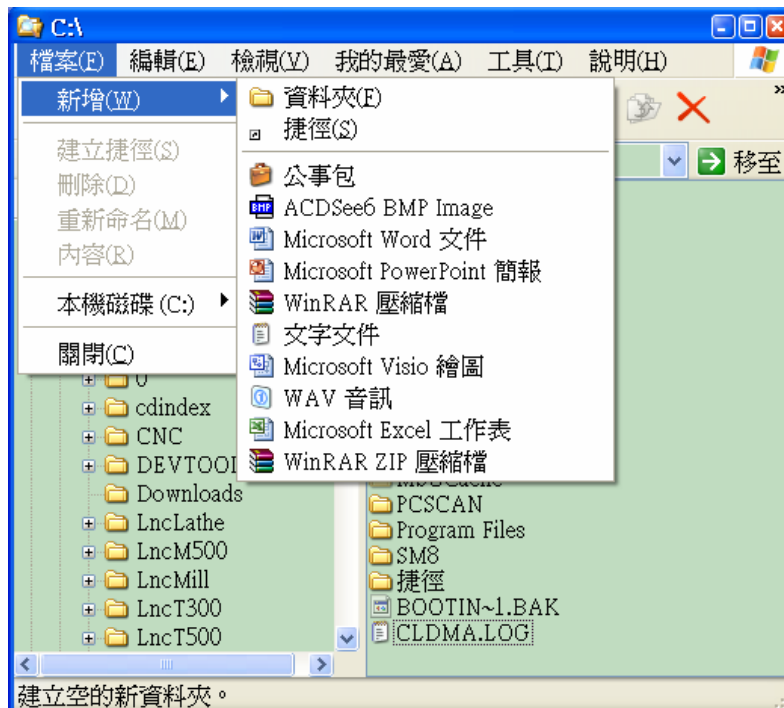 C:\
檔案(F) 編輯(E) 檢視(V) 我的最愛(A) 工具(T) 說明(H)
新增(W)
建立捷徑(S)
刪除(D)
重新命名(M)
內容(R)
本機磁碟 (C:)
關閉(C)
資料夾(F)
捷徑(S)
公事包
ACDSee6 BMP Image
Microsoft Word 文件
Microsoft PowerPoint 簡報
WinRAR 壓縮檔
文字文件
Microsoft Visio 繪圖
WAV 音訊
Microsoft Excel 工作表
WinRAR ZIP 壓縮檔
移至
cdindex
CNC
DEVTOOL
Downloads
LncLathe
LncM500
LncMill
LncT300
LncT500
PCSCAN
Program Files
SM8
捷徑
BOOTIN~1.BAK
CLDMA.LOG
建立空的新資料夾。